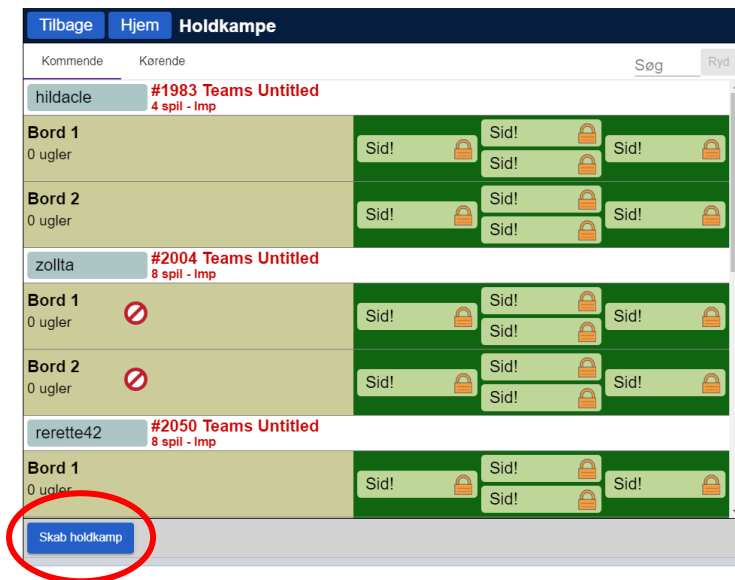 Tilbage Hjem Holdkampe
Kommende Kørende Søg Ryd
hildacle #1983 Teams Untitled
4 spil - Imp
Bord 1
0 ugler
Sid! Sid! Sid! Sid!
Bord 2
0 ugler
Sid! Sid! Sid! Sid!
zollta #2004 Teams Untitled
8 spil - Imp
Bord 1
0 ugler
Sid! Sid! Sid! Sid!
Bord 2
0 ugler
Sid! Sid! Sid! Sid!
rerette42 #2050 Teams Untitled
8 spil - Imp
Bord 1
0 ugler
Sid! Sid! Sid! Sid!
Skab holdkamp